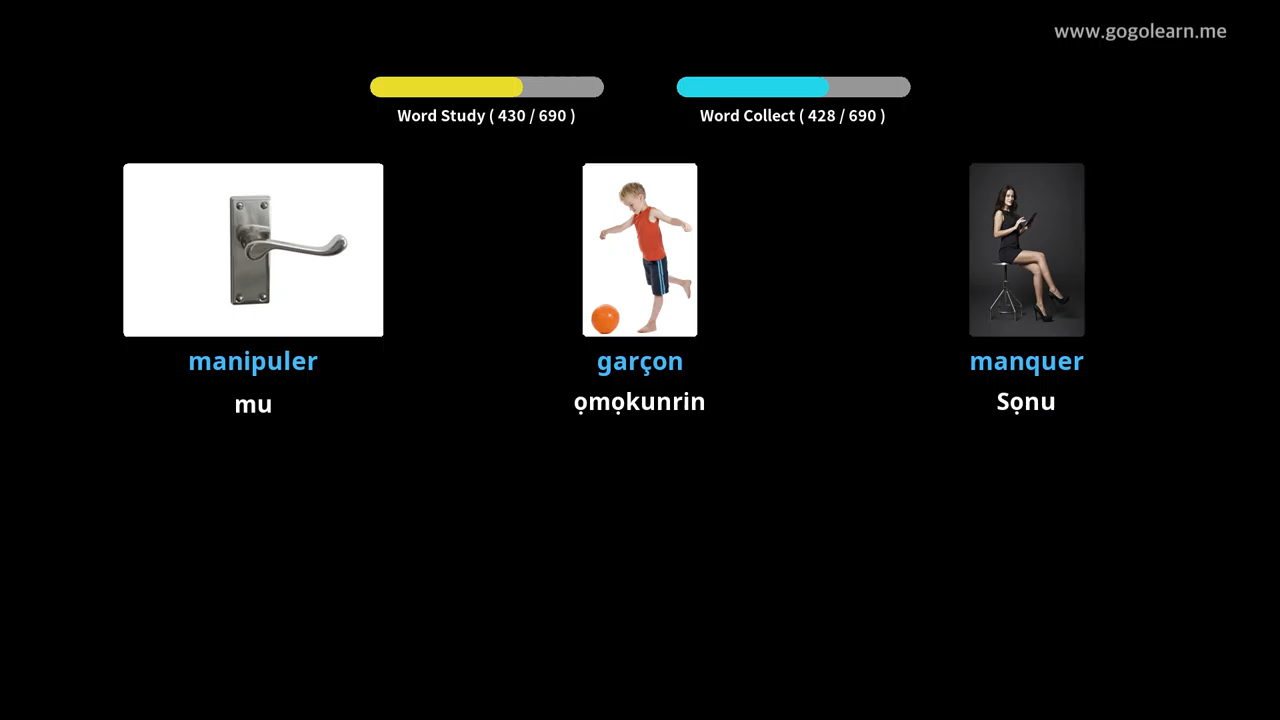 www.gogolearn.me
Word Study ( 430 / 690 )
Word Collect ( 428 / 690 )
manipuler
garçon
manquer
mu
ọmọkunrin
Sọnu